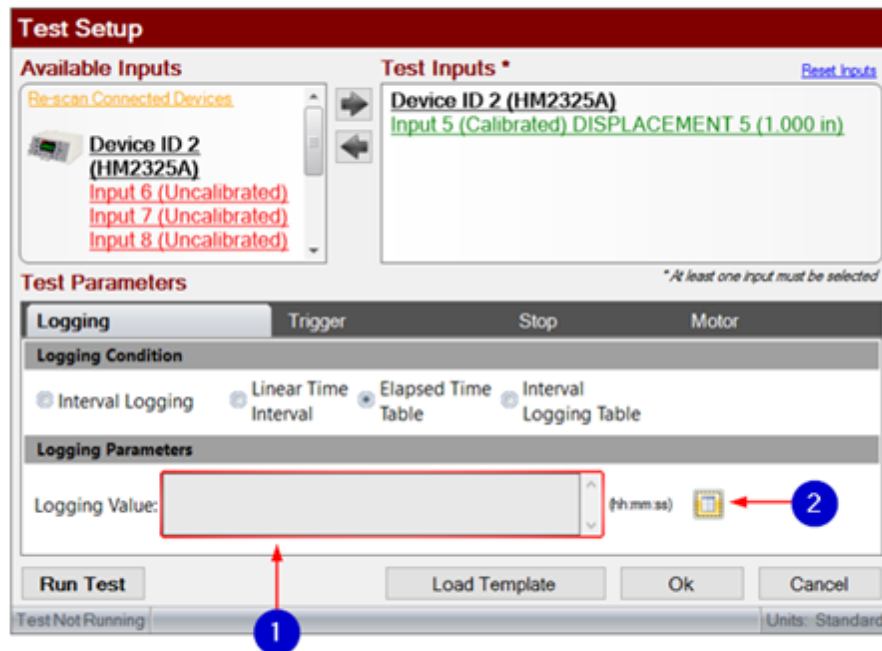 Test Setup
Available Inputs
Test Inputs *
Reset Inputs
Re-scan Connected Devices
Device ID 2
(HM2325A)
Input 6 (Uncalibrated)
Input 7 (Uncalibrated)
Input 8 (Uncalibrated)
Device ID 2 (HM2325A)
Input 5 (Calibrated) DISPLACEMENT 5 (1.000 in)
Test Parameters
* At least one input must be selected
Logging Trigger Stop Motor
Logging Condition
Interval Logging
Linear Time
Interval
Elapsed Time
Table
Interval
Logging Table
Logging Parameters
Logging Value:
(hh:mm:ss)
2
Run Test Load Template Ok Cancel
Test Not Running
Units: Standard
1